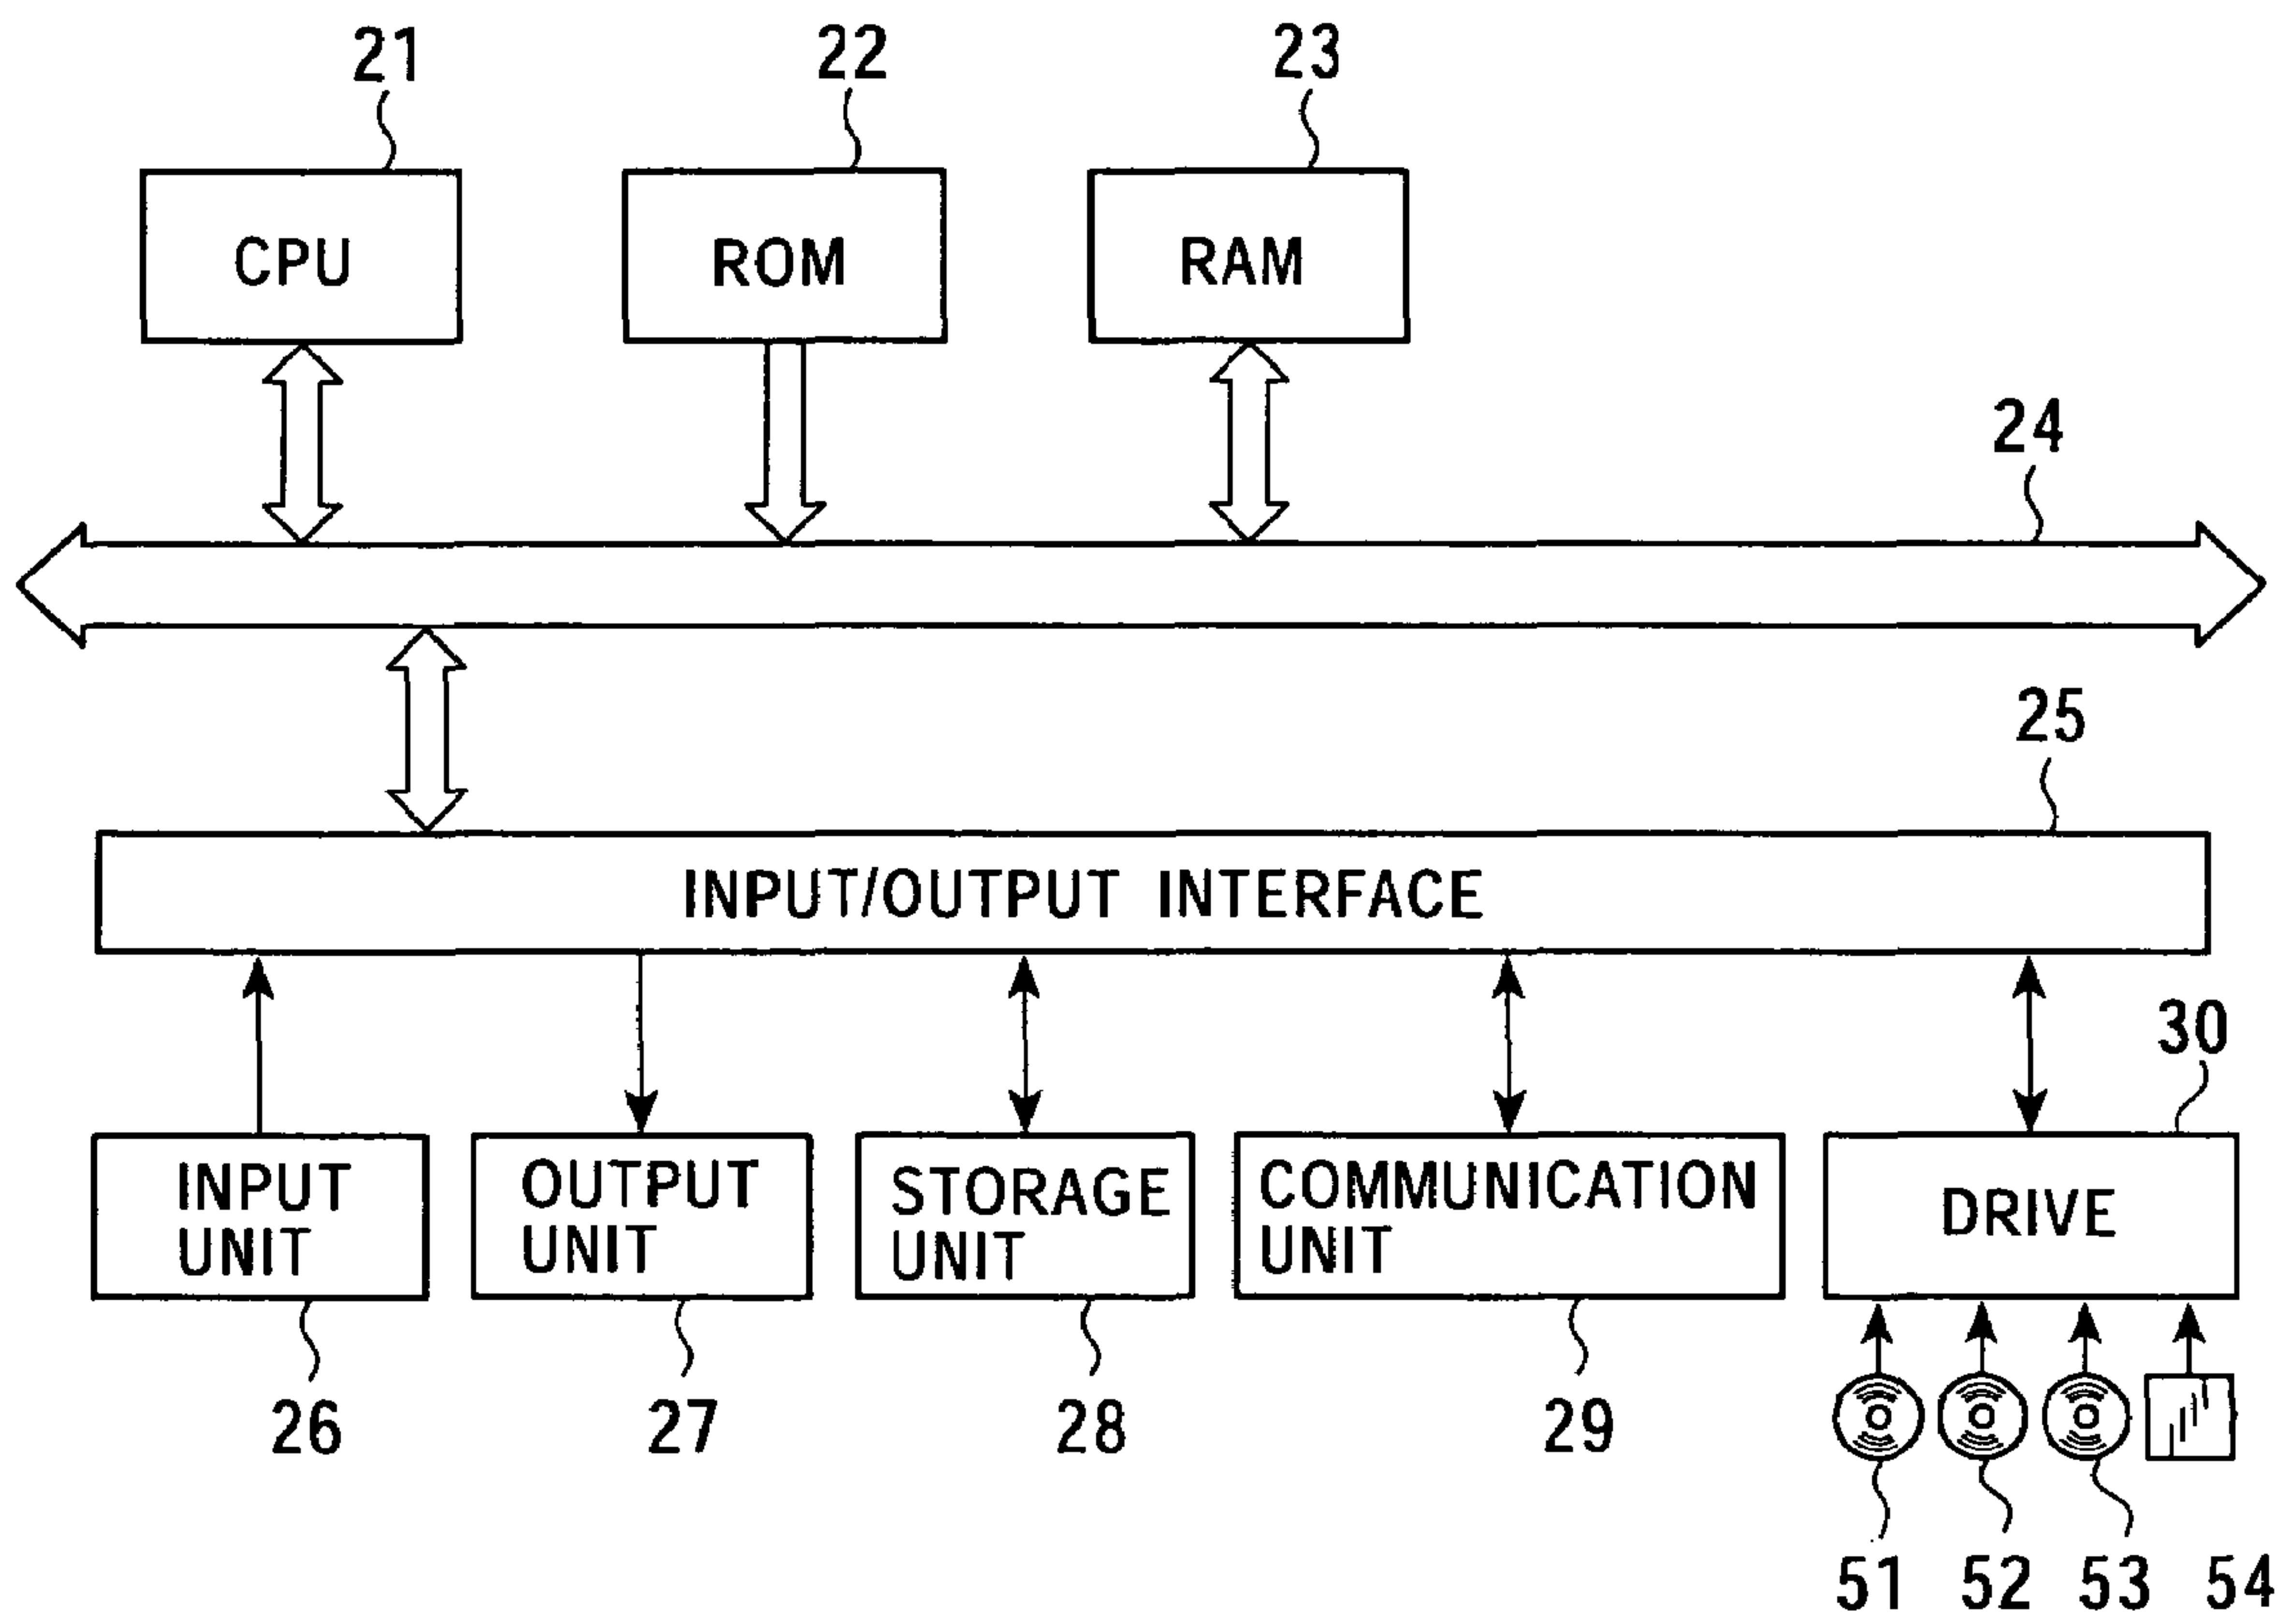 21 22 23
CPU ROM RAM
24
25
INPUT/OUTPUT INTERFACE
30
INPUT
UNIT
OUTPUT
UNIT
STORAGE
UNIT
COMMUNICATION
UNIT
DRIVE
26 27 28 29
51 52 53 54